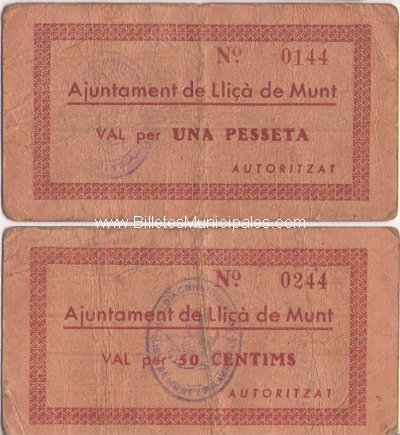 Nº 0144
Ajuntament de Lliçà de Munt
VAL per UNA PESSETA
AUTORITZAT
www.BilletesMunicipales.com
Nº 0244
Ajuntament de Lliçà de Munt
VAL per 50 CENTIMS
AUTORITZAT